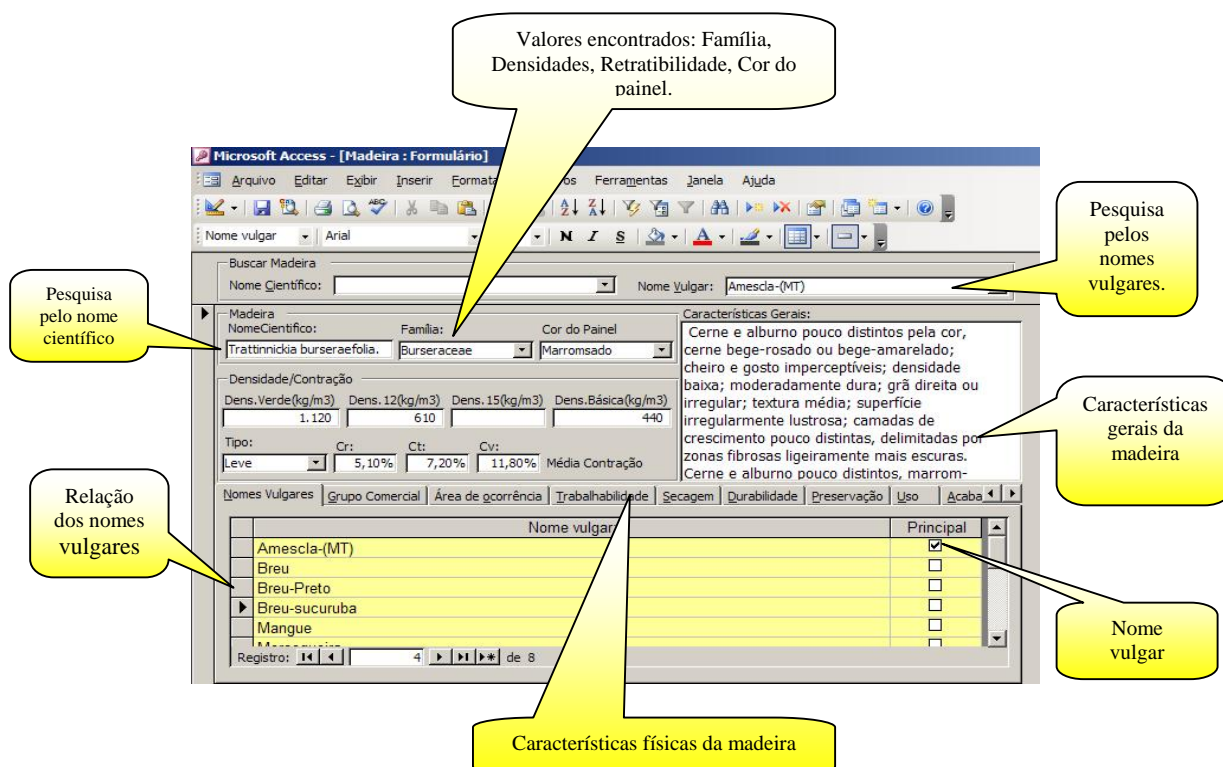 Valores encontrados: Família,
Densidades, Retratibilidade, Cor do
painel.
Microsoft Access - [Madeira : Formulário]
Arquivo Editar Exibir Inserir Ferramentas Janela Ajuda
Nome vulgar Arial N I S A
Pesquisa
pelos
nomes
vulgares.
Buscar Madeira
Nome Científico: Nome Vulgar: Amescla-(MT)
Pesquisa
pelo nome
científico
Madeira
NomeCientifico: Família: Cor do Painel
Trattinnickia burseraefolia. Burseraceae Marromsado
Densidade/Contração
Dens.Verde(kg/m3) Dens. 12(kg/m3) Dens. 15(kg/m3) Dens.Básica(kg/m3)
1.120 610 440
Tipo: Cr: Ct: Cv:
Leve 5,10% 7,20% 11,80% Média Contração
Características Gerais:
Cerne e alburno pouco distintos pela cor,
cerne bege-rosado ou bege-amarelado;
cheiro e gosto imperceptíveis; densidade
baixa; moderadamente dura; grã direita ou
irregular; textura média; superfície
irregularmente lustrosa; camadas de
crescimento pouco distintas, delimitadas por
zonas fibrosas ligeiramente mais escuras.
Cerne e alburno pouco distintos, marrom-
Características
gerais da
madeira
Relação
dos nomes
vulgares
Nomes Vulgares Grupo Comercial Área de ocorrência Trabalhabilidade Secagem Durabilidade Preservação Uso Acaba
Nome vulgar Principal
Amescla-(MT)
Breu
Breu-Preto
Breu-sucuruba
Mangue
Registro: 4 de 8
Nome
vulgar
Características físicas da madeira